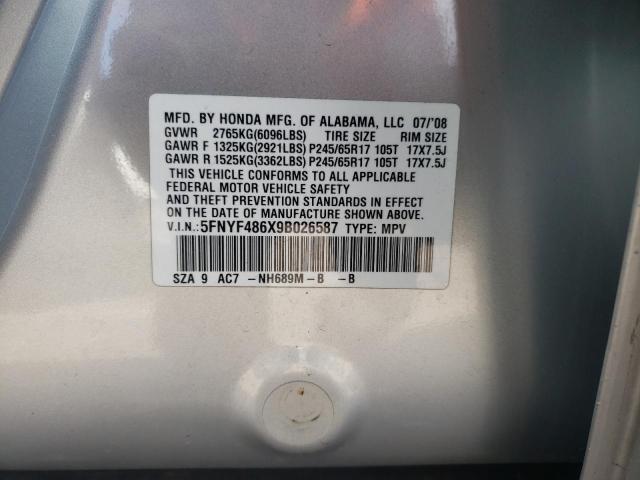 MFD. BY HONDA MFG. OF ALABAMA, LLC 07/'08
GVWR 2765KG(6096LBS) TIRE SIZE RIM SIZE
GAWR F 1325KG(2921LBS) P245/65R17 105T 17X7.5J
GAWR R 1525KG(3362LBS) P245/65R17 105T 17X7.5J
THIS VEHICLE CONFORMS TO ALL APPLICABLE
FEDERAL MOTOR VEHICLE SAFETY
AND THEFT PREVENTION STANDARDS IN EFFECT
ON THE DATE OF MANUFACTURE SHOWN ABOVE.
V.I.N.: 5FNYF486X9B026587 TYPE: MPV
SZA 9 AC7 -NH689M-B -B